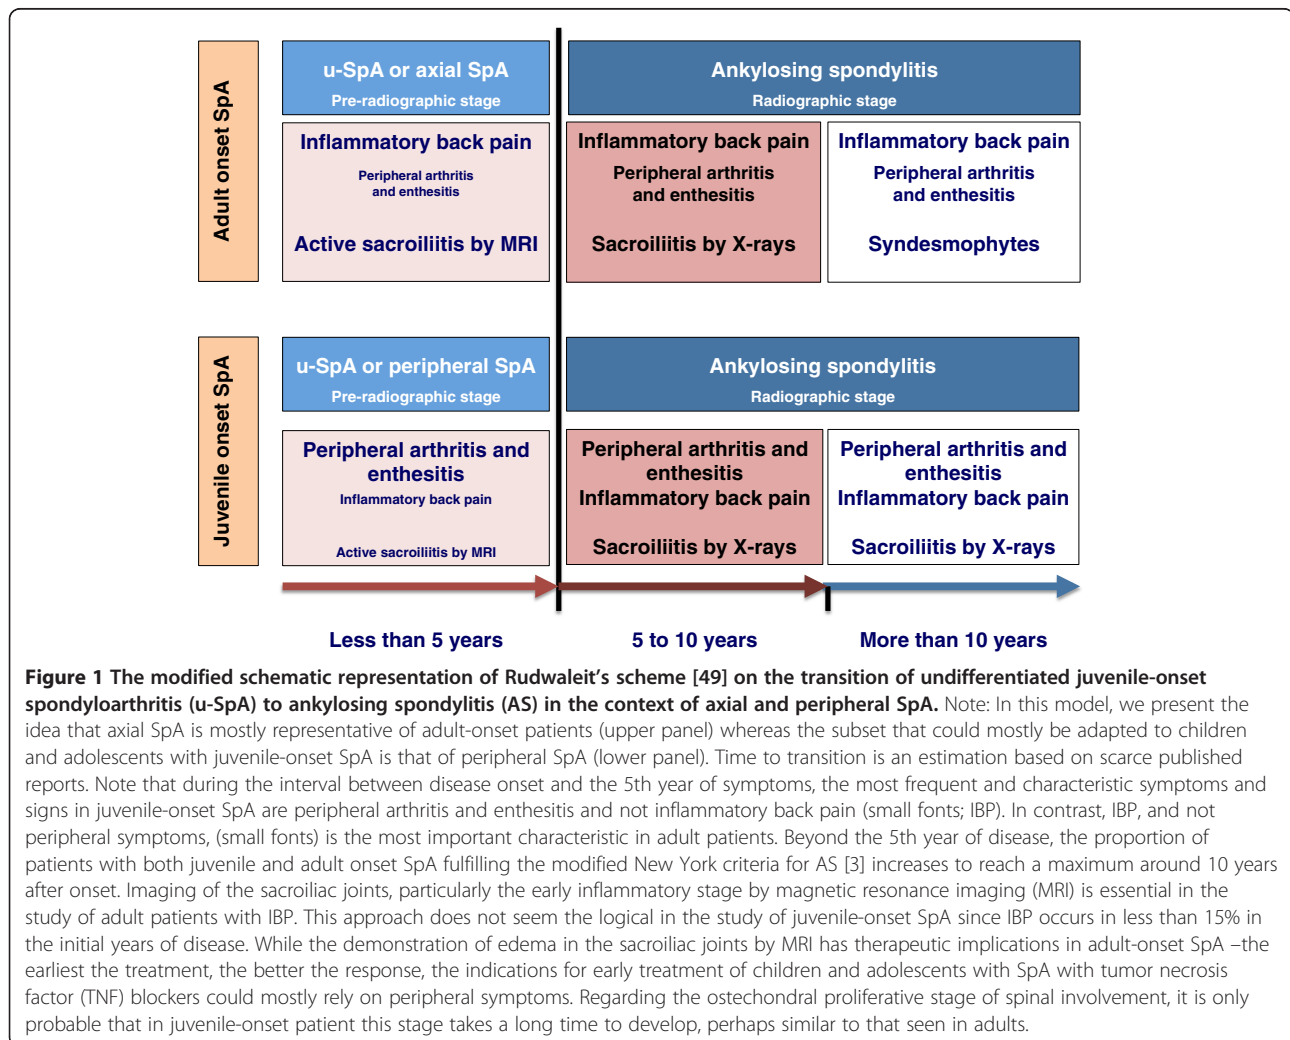 Adult onset SpA
u-SpA or axial SpA
Pre-radiographic stage
Ankylosing spondylitis
Radiographic stage
Inflammatory back pain
Peripheral arthritis
and enthesitis
Active sacroiliitis by MRI
Inflammatory back pain
Peripheral arthritis
and enthesitis
Sacroiliitis by X-rays
Inflammatory back pain
Peripheral arthritis
and enthesitis
Syndesmophytes
Juvenile onset SpA
u-SpA or peripheral SpA
Pre-radiographic stage
Ankylosing spondylitis
Radiographic stage
Peripheral arthritis and
enthesitis
Inflammatory back pain
Active sacroiliitis by MRI
Peripheral arthritis and
enthesitis
Inflammatory back pain
Sacroiliitis by X-rays
Peripheral arthritis and
enthesitis
Inflammatory back pain
Sacroiliitis by X-rays
Less than 5 years
5 to 10 years
More than 10 years
Figure 1 The modified schematic representation of Rudwaleit's scheme [49] on the transition of undifferentiated juvenile-onset
spondyloarthritis (u-SpA) to ankylosing spondylitis (AS) in the context of axial and peripheral SpA. Note: In this model, we present the
idea that axial SpA is mostly representative of adult-onset patients (upper panel) whereas the subset that could mostly be adapted to children
and adolescents with juvenile-onset SpA is that of peripheral SpA (lower panel). Time to transition is an estimation based on scarce published
reports. Note that during the interval between disease onset and the 5th year of symptoms, the most frequent and characteristic symptoms and
signs in juvenile-onset SpA are peripheral arthritis and enthesitis and not inflammatory back pain (small fonts; IBP). In contrast, IBP, and not
peripheral symptoms, (small fonts) is the most important characteristic in adult patients. Beyond the 5th year of disease, the proportion of
patients with both juvenile and adult onset SpA fulfilling the modified New York criteria for AS [3] increases to reach a maximum around 10 years
after onset. Imaging of the sacroiliac joints, particularly the early inflammatory stage by magnetic resonance imaging (MRI) is essential in the
study of adult patients with IBP. This approach does not seem the logical in the study of juvenile-onset SpA since IBP occurs in less than 15% in
the initial years of disease. While the demonstration of edema in the sacroiliac joints by MRI has therapeutic implications in adult-onset SpA –the
earliest the treatment, the better the response, the indications for early treatment of children and adolescents with SpA with tumor necrosis
factor (TNF) blockers could mostly rely on peripheral symptoms. Regarding the ostechondral proliferative stage of spinal involvement, it is only
probable that in juvenile-onset patient this stage takes a long time to develop, perhaps similar to that seen in adults.